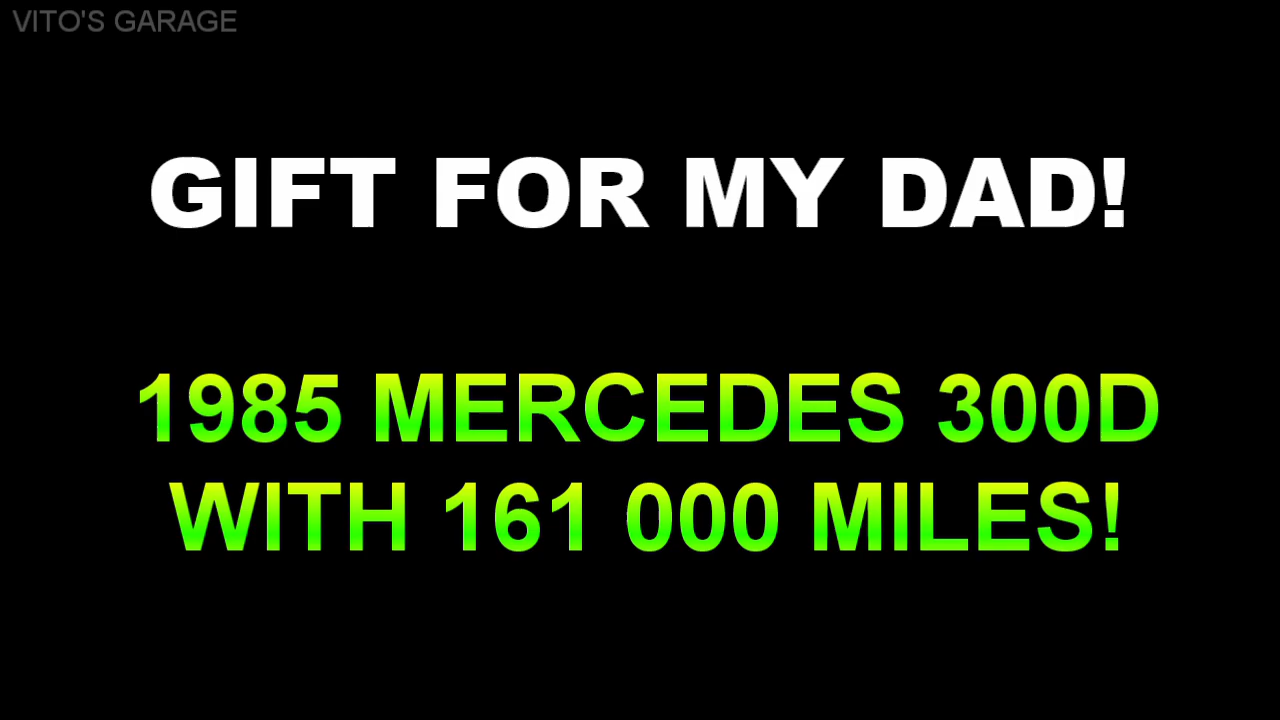 VITO'S GARAGE
GIFT FOR MY DAD!
1985 MERCEDES 300D
WITH 161 000 MILES!